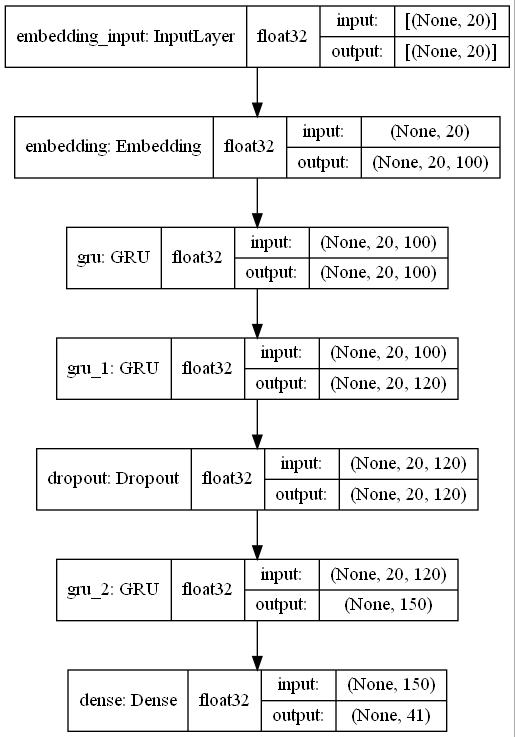 embedding_input: InputLayer float32 input: [(None, 20)]
output: [(None, 20)]
embedding: Embedding float32 input: (None, 20)
output: (None, 20, 100)
gru: GRU float32 input: (None, 20, 100)
output: (None, 20, 100)
gru_1: GRU float32 input: (None, 20, 100)
output: (None, 20, 120)
dropout: Dropout float32 input: (None, 20, 120)
output: (None, 20, 120)
gru_2: GRU float32 input: (None, 20, 120)
output: (None, 150)
dense: Dense float32 input: (None, 150)
output: (None, 41)